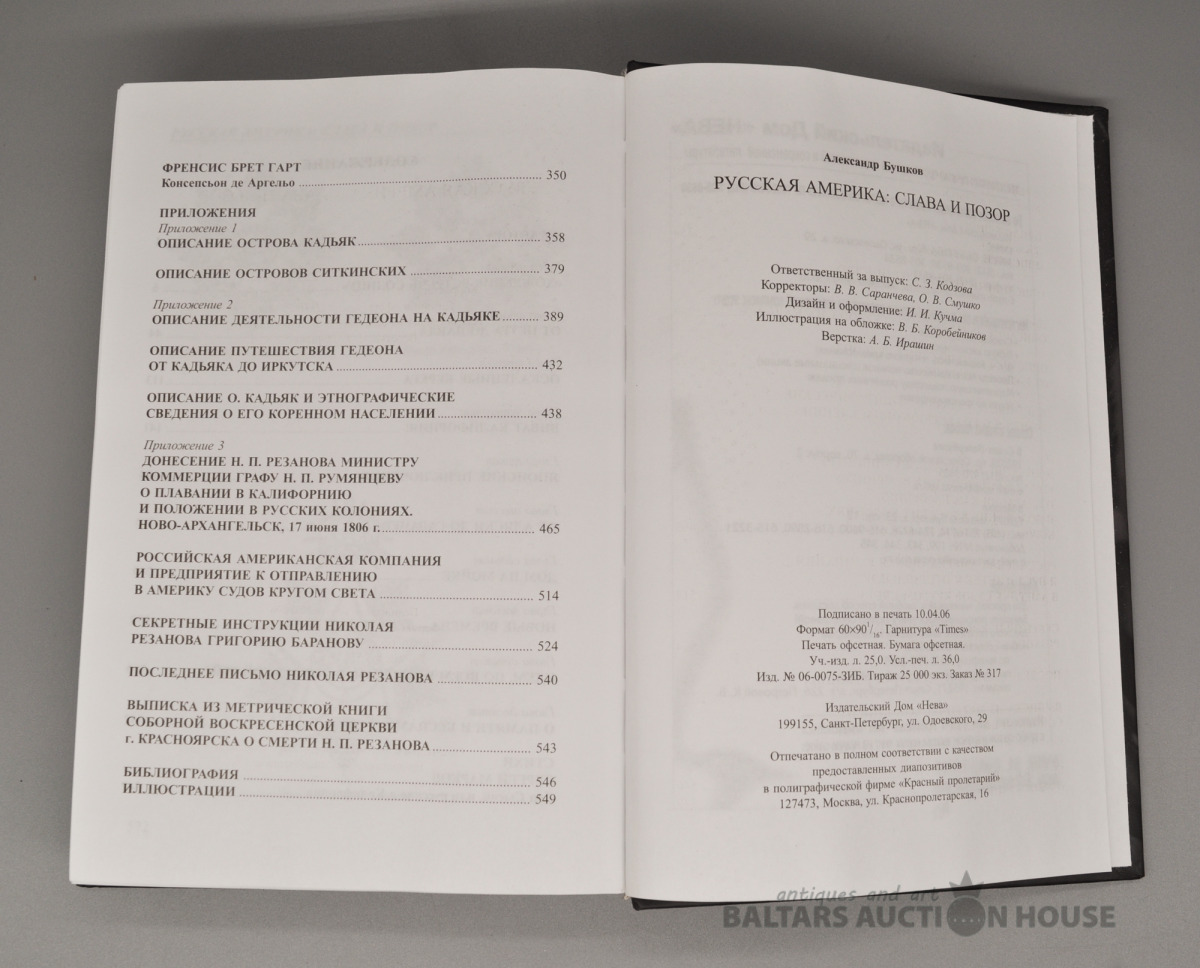 ФРЕНСИС БРЕТ ГАРТ
Консепсьон де Аргельо ... 350
ПРИЛОЖЕНИЯ
Приложение 1
ОПИСАНИЕ ОСТРОВА КАДЬЯК ... 358
ОПИСАНИЕ ОСТРОВОВ СИТКИНСКИХ ... 379
Приложение 2
ОПИСАНИЕ ДЕЯТЕЛЬНОСТИ ГЕДЕОНА НА КАДЬЯКЕ ... 389
ОПИСАНИЕ ПУТЕШЕСТВИЯ ГЕДЕОНА
ОТ КАДЬЯКА ДО ИРКУТСКА ... 432
ОПИСАНИЕ О. КАДЬЯК И ЭТНОГРАФИЧЕСКИЕ
СВЕДЕНИЯ О ЕГО КОРЕННОМ НАСЕЛЕНИИ ... 438
Приложение 3
ДОНЕСЕНИЕ Н. П. РЕЗАНОВА МИНИСТРУ
КОММЕРЦИИ ГРАФУ Н. П. РУМЯНЦЕВУ
О ПЛАВАНИИ В КАЛИФОРНИЮ
И ПОЛОЖЕНИИ В РУССКИХ КОЛОНИЯХ.
НОВО-АРХАНГЕЛЬСК, 17 июня 1806 г. ... 465
РОССИЙСКАЯ АМЕРИКАНСКАЯ КОМПАНИЯ
И ПРЕДПРИЯТИЕ К ОТПРАВЛЕНИЮ
В АМЕРИКУ СУДОВ КРУГОМ СВЕТА ... 514
СЕКРЕТНЫЕ ИНСТРУКЦИИ НИКОЛАЯ
РЕЗАНОВА ГРИГОРИЮ БАРАНОВУ ... 524
ПОСЛЕДНЕЕ ПИСЬМО НИКОЛАЯ РЕЗАНОВА ... 540
ВЫПИСКА ИЗ МЕТРИЧЕСКОЙ КНИГИ
СОБОРНОЙ ВОСКРЕСЕНСКОЙ ЦЕРКВИ
г. КРАСНОЯРСКА О СМЕРТИ Н. П. РЕЗАНОВА ... 543
БИБЛИОГРАФИЯ ... 546
ИЛЛЮСТРАЦИИ ... 549
Александр Бушков
РУССКАЯ АМЕРИКА: СЛАВА И ПОЗОР
Ответственный за выпуск: С. З. Кодзова
Корректоры: В. В. Саранчева, О. В. Смушко
Дизайн и оформление: И. И. Кучма
Иллюстрация на обложке: В. Б. Коробейников
Верстка: А. Б. Ирашин
Подписано в печать 10.04.06
Формат 60×90 1/16. Гарнитура «Times»
Печать офсетная. Бумага офсетная.
Уч.-изд. л. 25,0. Усл.-печ. л. 36,0
Изд. № 06-0075-ЗИБ. Тираж 25 000 экз. Заказ № 317
Издательский Дом «Нева»
199155, Санкт-Петербург, ул. Одоевского, 29
Отпечатано в полном соответствии с качеством
предоставленных диапозитивов
в полиграфической фирме «Красный пролетарий»
127473, Москва, ул. Краснопролетарская, 16
antiques and art
BALTARS AUCTION HOUSE